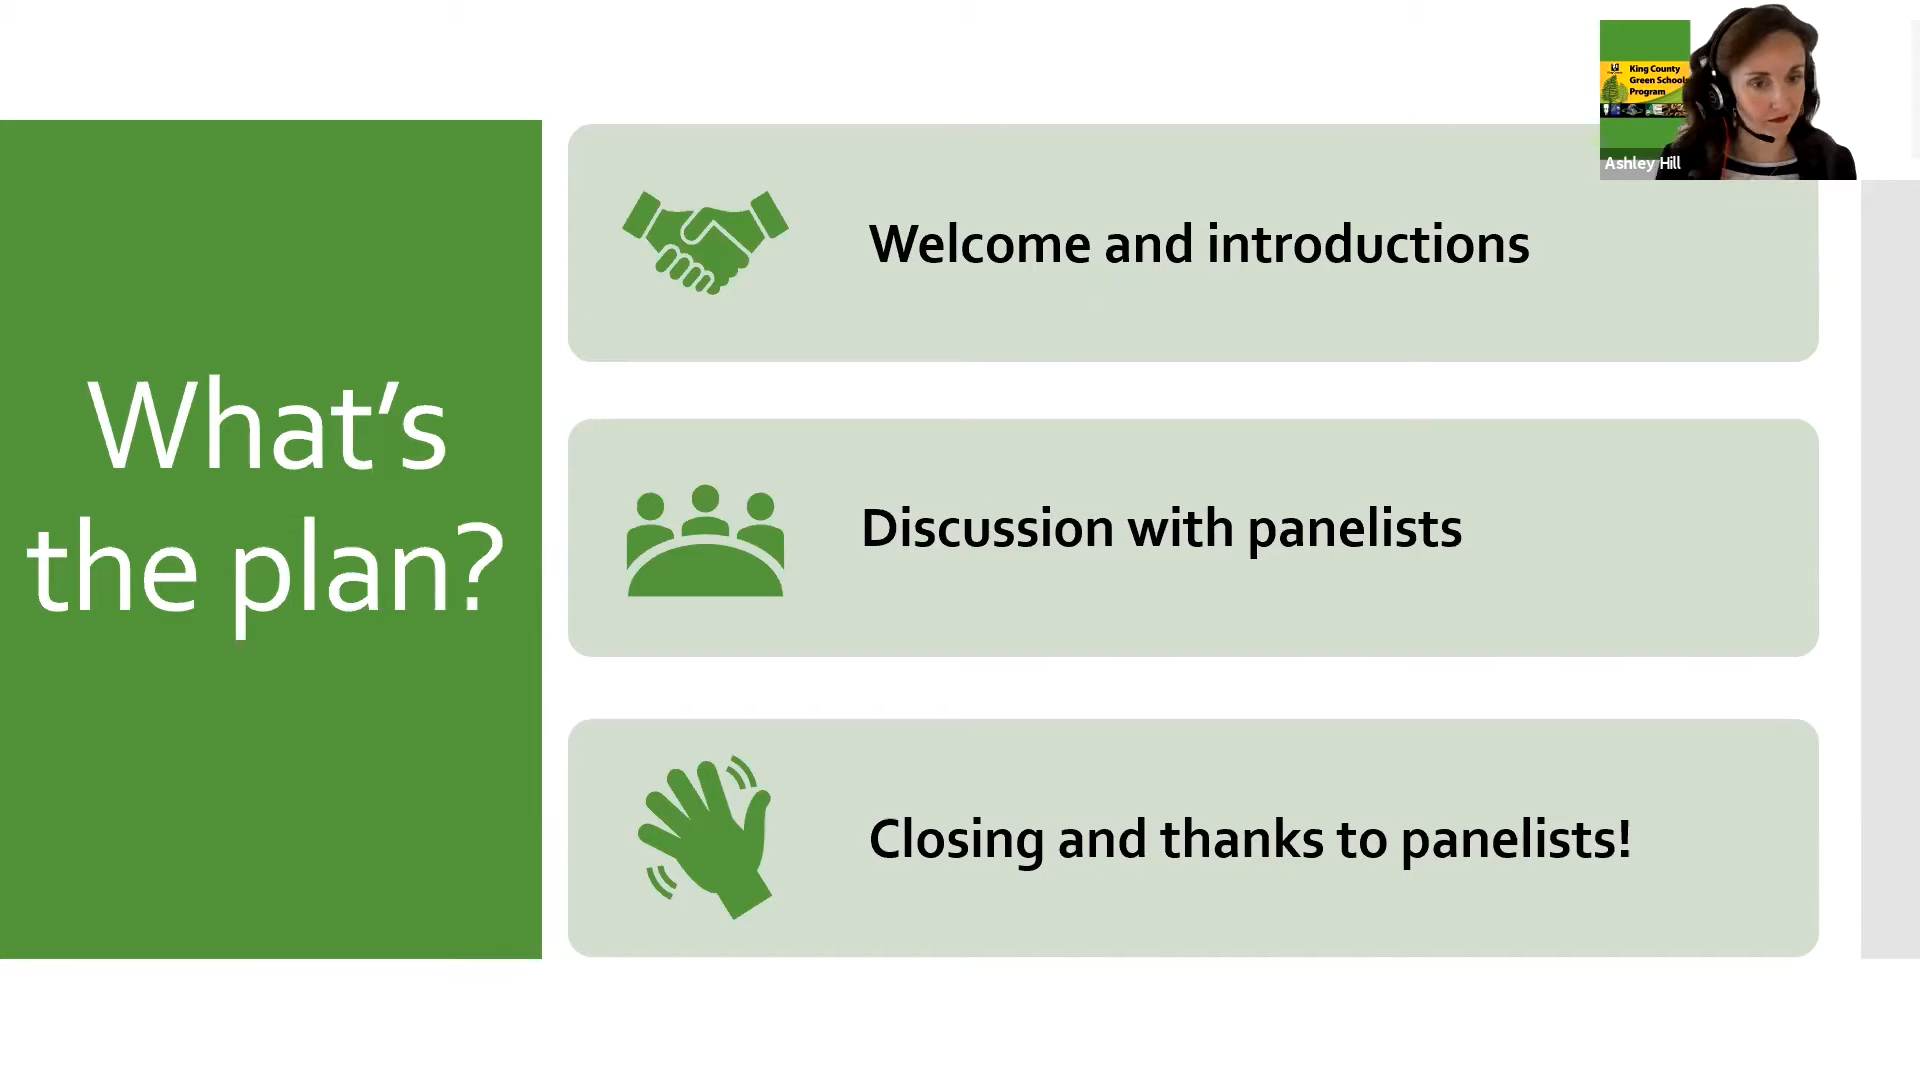 What’s
the plan?
Welcome and introductions
Discussion with panelists
Closing and thanks to panelists!
King County
Green Schools
Program
Ashley Hill